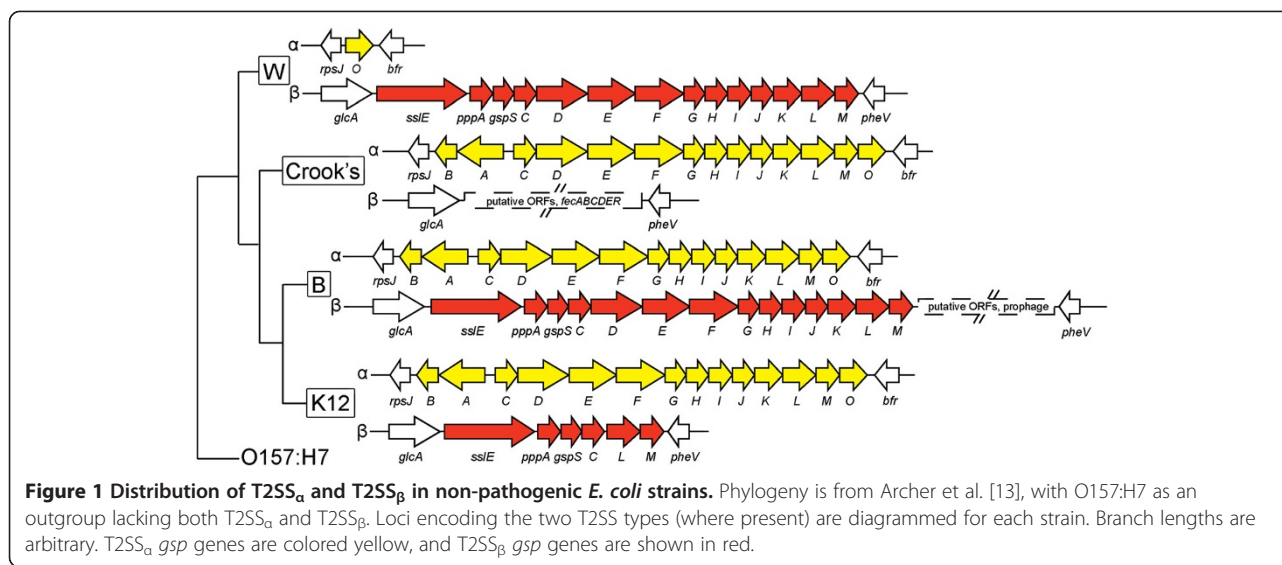 α
rpsJ O bfr
W
β
glcA sslE pppA gspS C D E F G H I J K L M pheV
α
rpsJ B A C D E F G H I J K L M O bfr
Crook's
β
putative ORFs, fecABCDER
glcA pheV
α
rpsJ B A C D E F G H I J K L M O bfr
B
β
putative ORFs, prophage
glcA sslE pppA gspS C D E F G H I J K L M pheV
α
rpsJ B A C D E F G H I J K L M O bfr
K12
β
glcA sslE pppA gspS C L M pheV
O157:H7
Figure 1 Distribution of T2SSα and T2SSβ in non-pathogenic E. coli strains. Phylogeny is from Archer et al. [13], with O157:H7 as an
outgroup lacking both T2SSα and T2SSβ. Loci encoding the two T2SS types (where present) are diagrammed for each strain. Branch lengths are
arbitrary. T2SSα gsp genes are colored yellow, and T2SSβ gsp genes are shown in red.